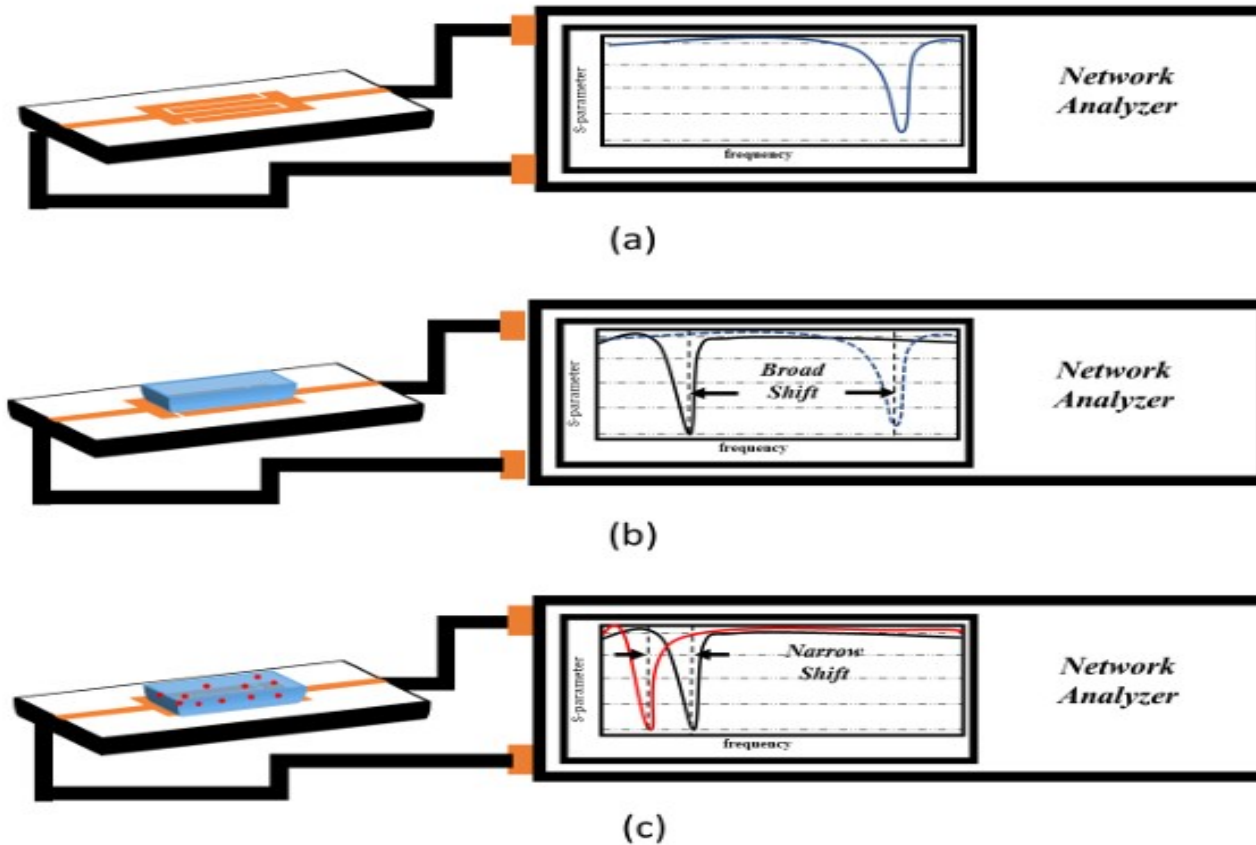 S-parameter
frequency
Network
Analyzer
(a)
S-parameter
Broad
Shift
frequency
Network
Analyzer
(b)
S-parameter
Narrow
Shift
frequency
Network
Analyzer
(c)